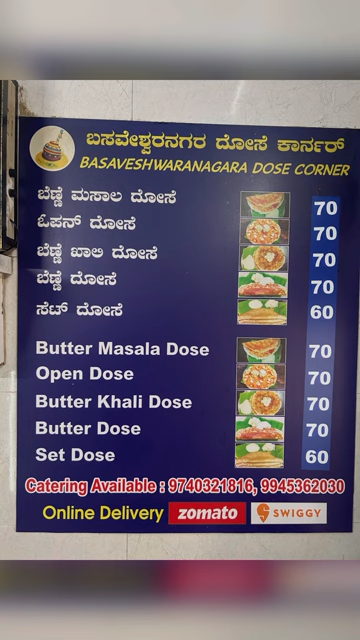 ಬಸವೇಶ್ವರನಗರ ದೋಸೆ ಕಾರ್ನರ್
BASAVESHWARANAGARA DOSE CORNER
ಬೆಣ್ಣೆ ಮಸಾಲ ದೋಸೆ 70
ಓಪನ್ ದೋಸೆ 70
ಬೆಣ್ಣೆ ಖಾಲಿ ದೋಸೆ 70
ಬೆಣ್ಣೆ ದೋಸೆ 70
ಸೆಟ್ ದೋಸೆ 60
Butter Masala Dose 70
Open Dose 70
Butter Khali Dose 70
Butter Dose 70
Set Dose 60
Catering Available : 9740321816, 9945362030
Online Delivery zomato SWIGGY